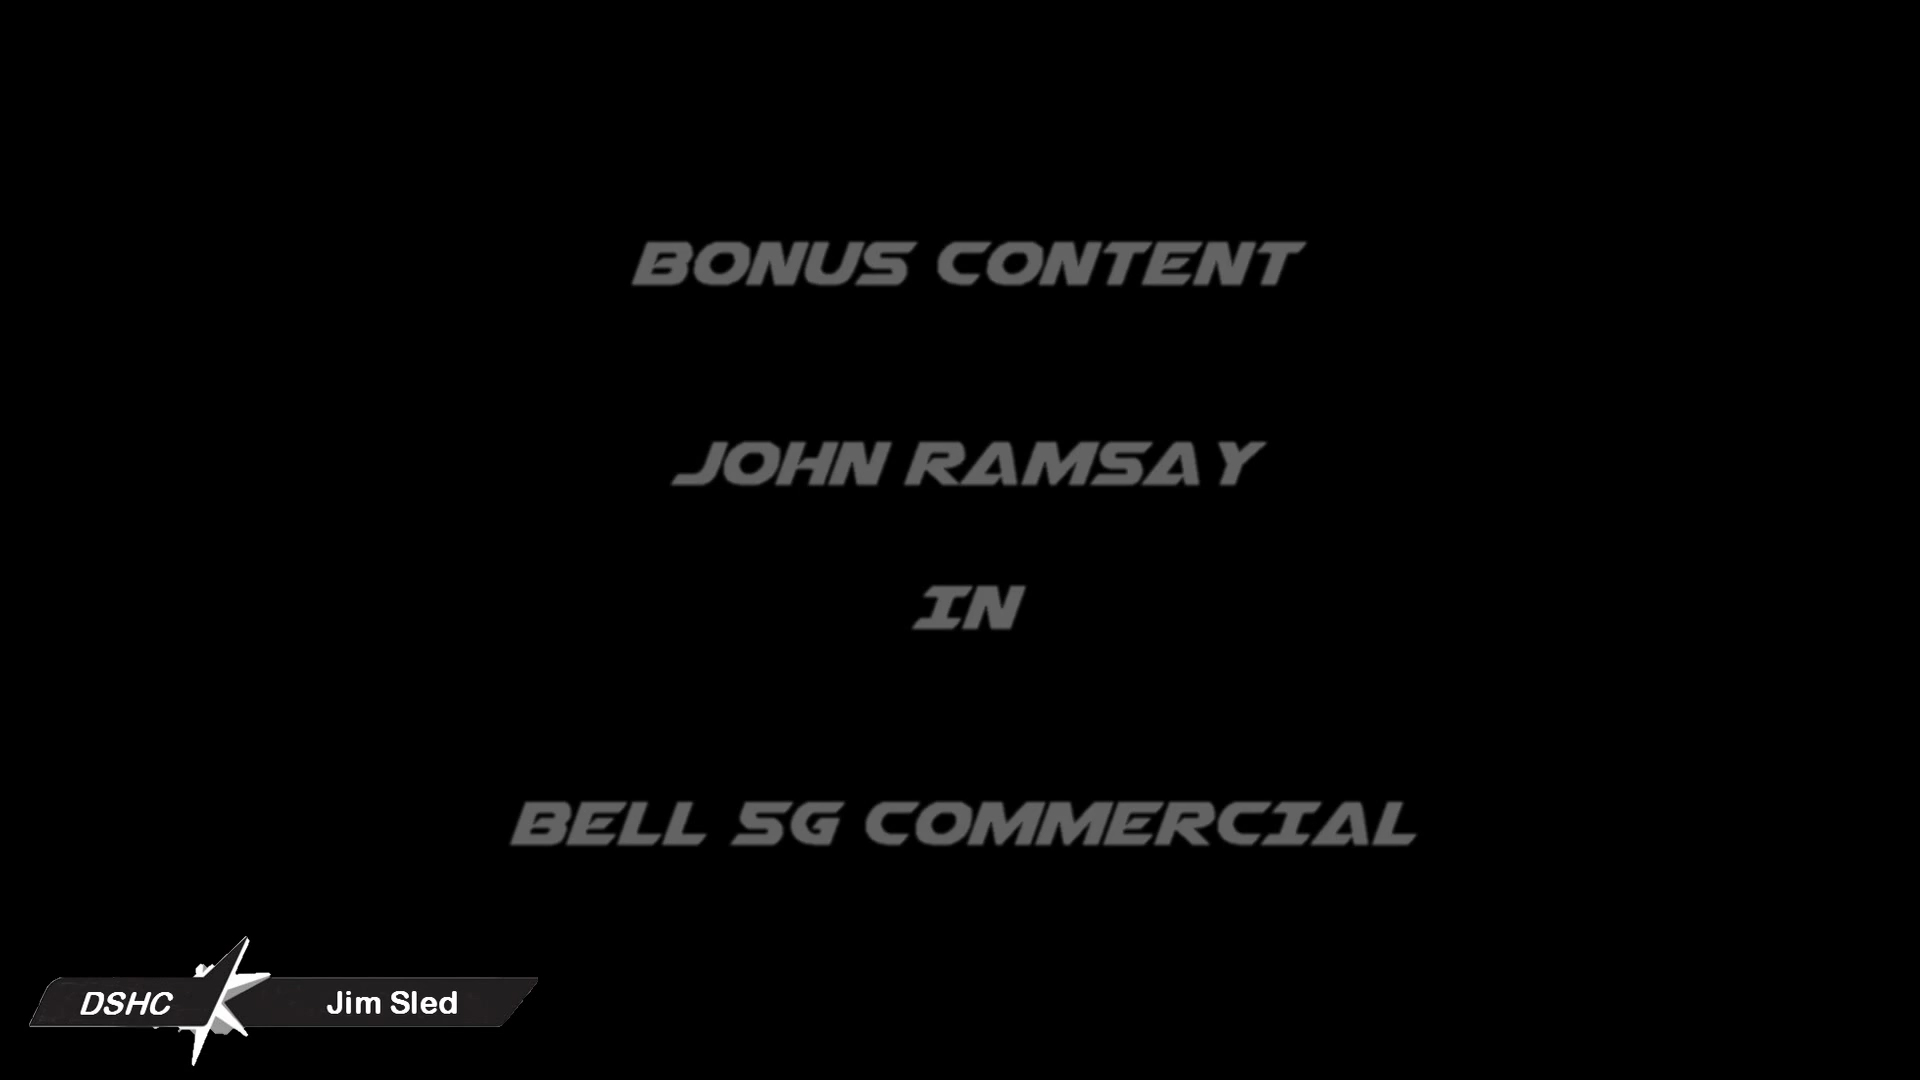 BONUS CONTENT
JOHN RAMSAY
IN
BELL 5G COMMERCIAL
DSHC Jim Sled